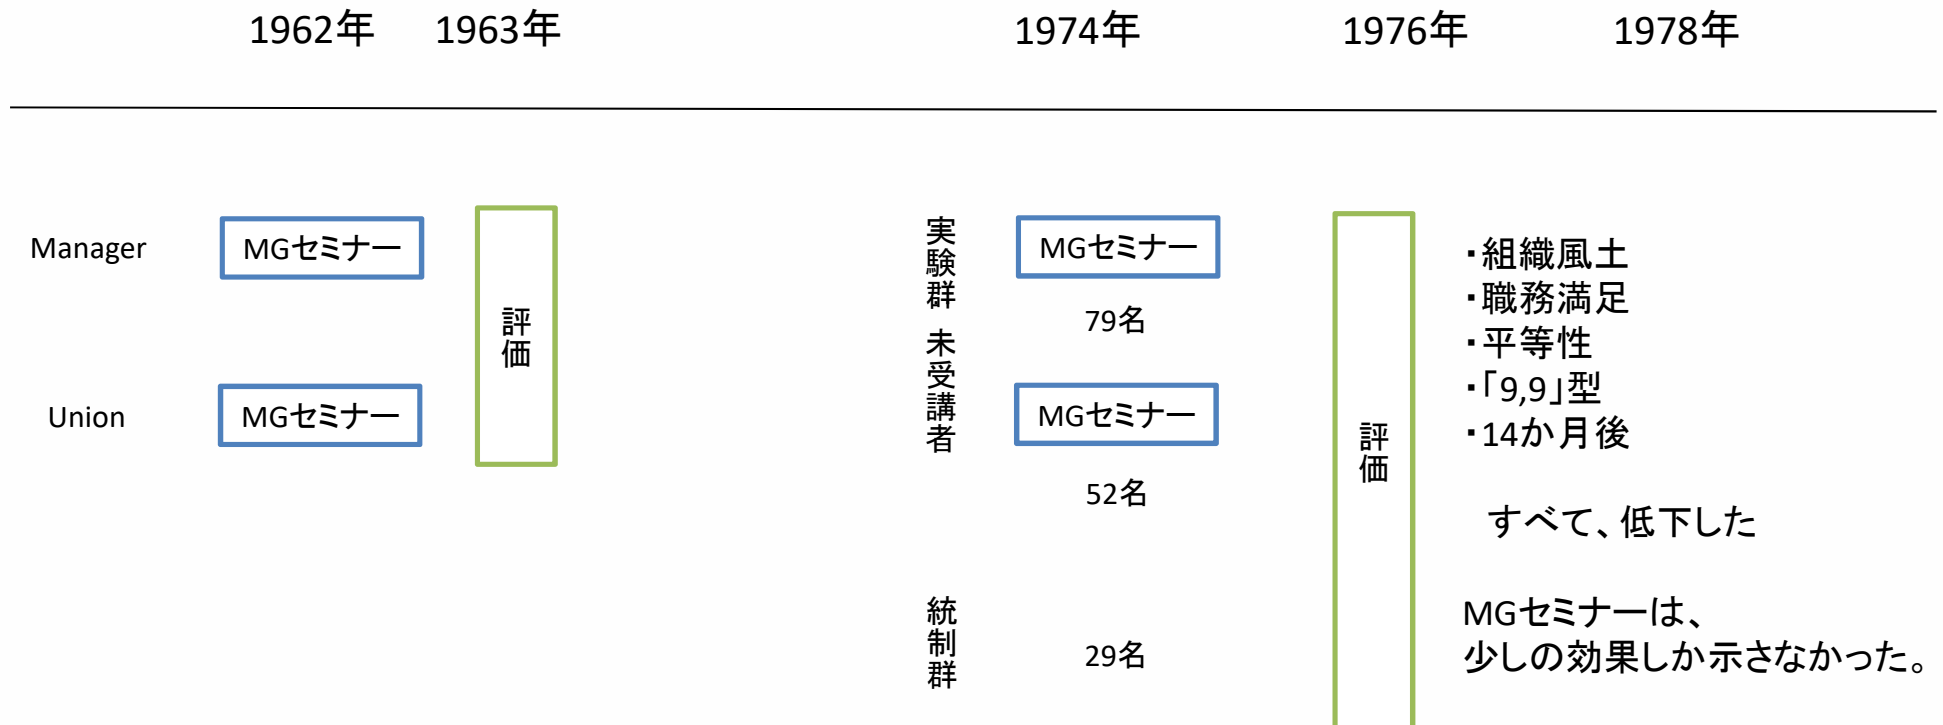 1962年 1963年 1974年 1976年 1978年
Manager
MGセミナー
Union
MGセミナー
評価
実験群 未受講者
MGセミナー
79名
MGセミナー
52名
統制群
29名
評価
・組織風土
・職務満足
・平等性
・「9,9」型
・14か月後
すべて、低下した
MGセミナーは、
少しの効果しか示さなかった。